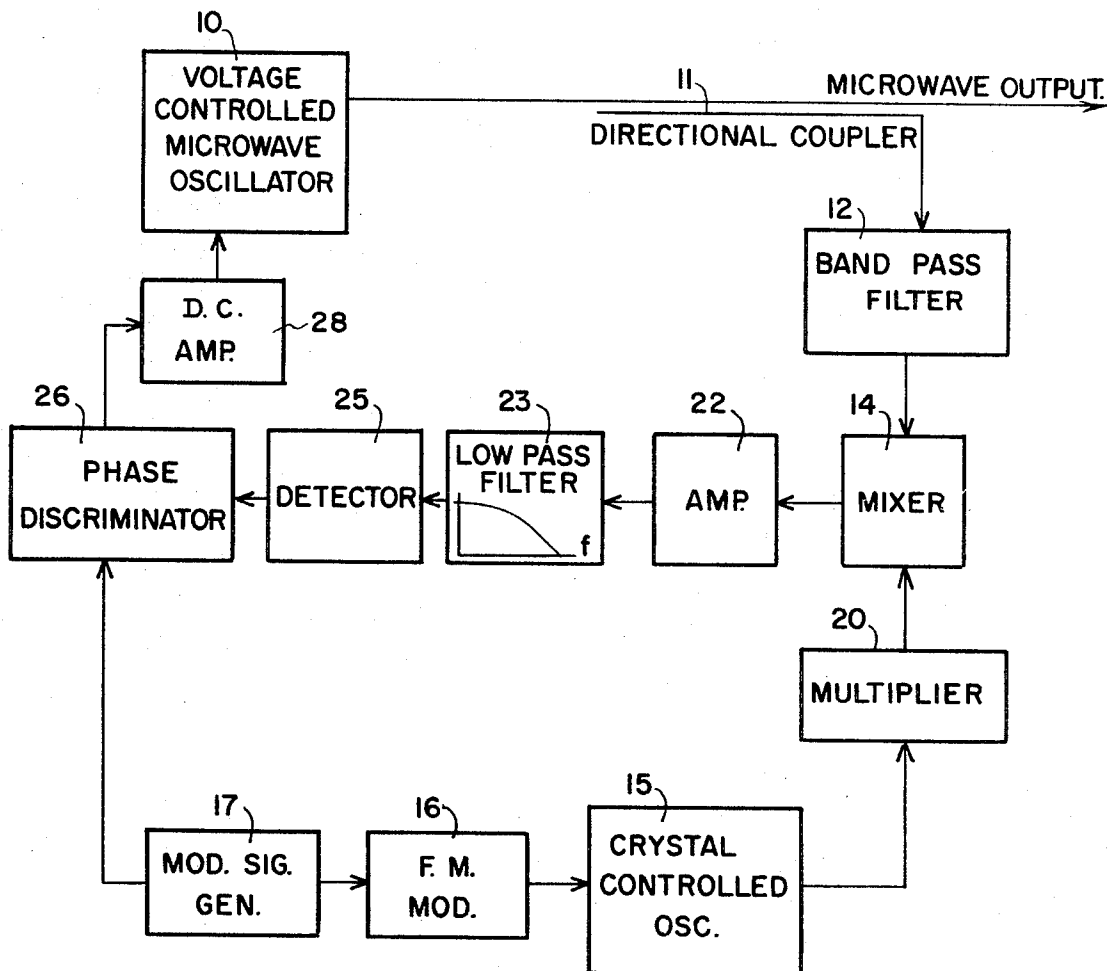 10
VOLTAGE
CONTROLLED
MICROWAVE
OSCILLATOR
11
MICROWAVE OUTPUT.
DIRECTIONAL COUPLER
12
BAND PASS
FILTER
D. C.
AMP.
28
26
PHASE
DISCRIMINATOR
25
DETECTOR
23
LOW PASS
FILTER
f
22
AMP.
14
MIXER
20
MULTIPLIER
17
MOD. SIG.
GEN.
16
F. M.
MOD.
15
CRYSTAL
CONTROLLED
OSC.